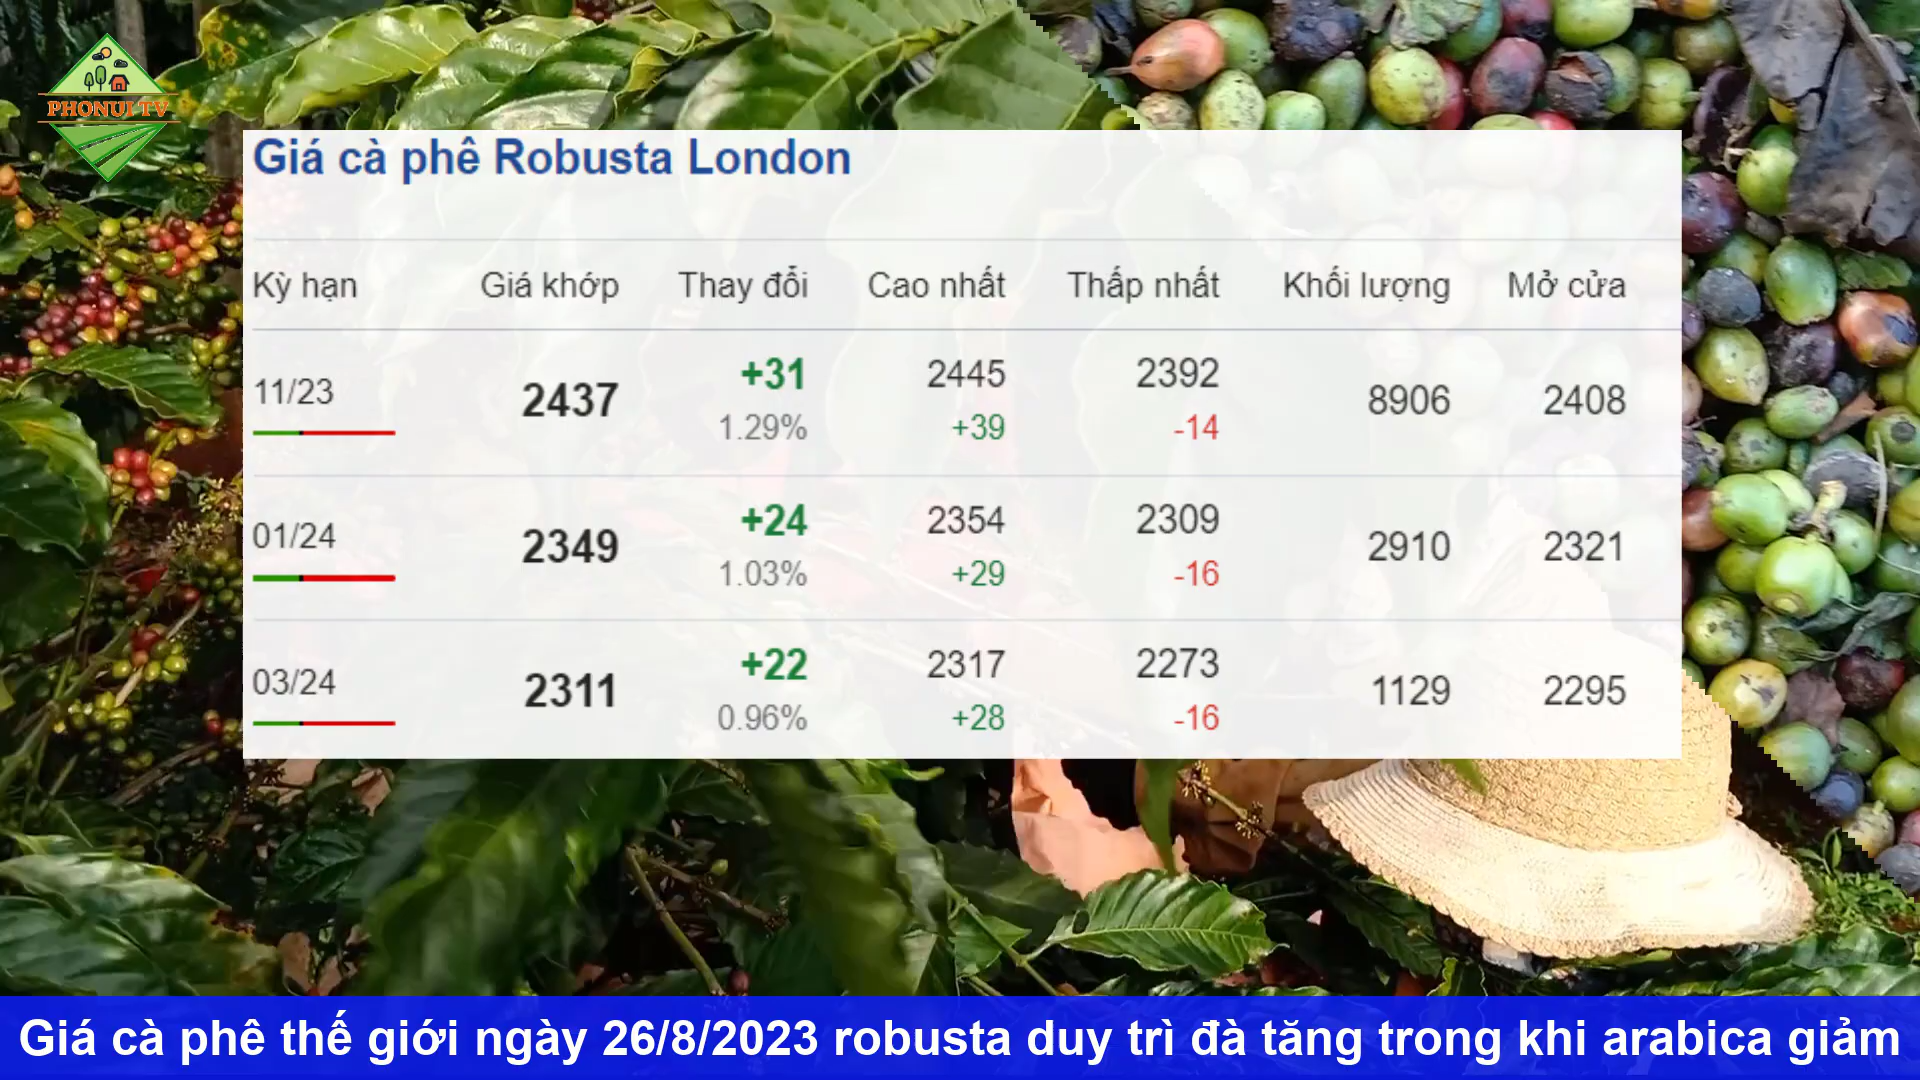 PHONUI TV
Giá cà phê Robusta London
Kỳ hạn Giá khớp Thay đổi Cao nhất Thấp nhất Khối lượng Mở cửa
11/23 2437 +31 2445 2392 8906 2408
1.29% +39 -14
01/24 2349 +24 2354 2309 2910 2321
1.03% +29 -16
03/24 2311 +22 2317 2273 1129 2295
0.96% +28 -16
Giá cà phê thế giới ngày 26/8/2023 robusta duy trì đà tăng trong khi arabica giảm